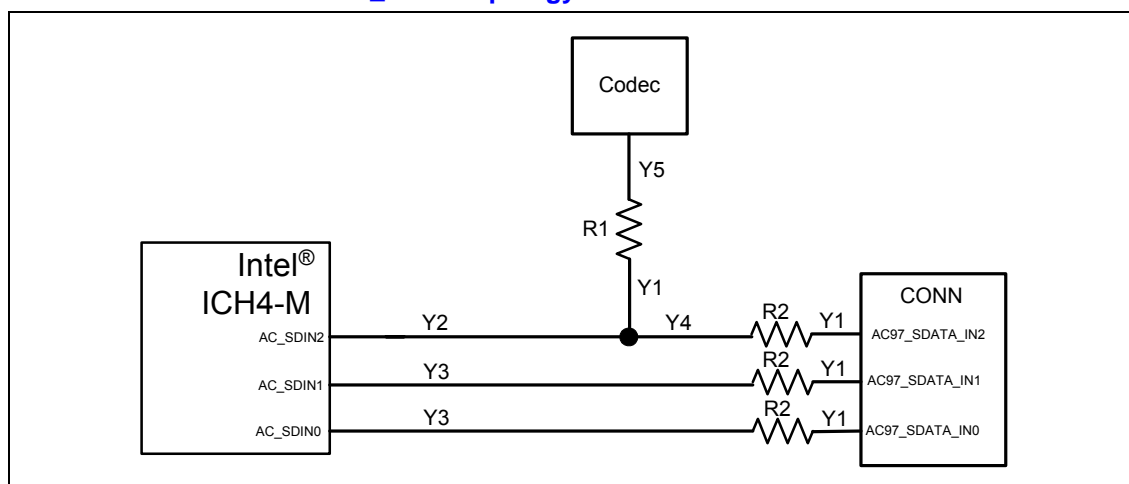 Codec
Y5
R1
Y1
Intel®
ICH4-M
AC_SDIN2
Y2
Y4
R2
Y1
AC_SDIN1
Y3
R2
Y1
AC_SDIN0
Y3
R2
Y1
CONN
AC97_SDATA_IN2
AC97_SDATA_IN1
AC97_SDATA_IN0